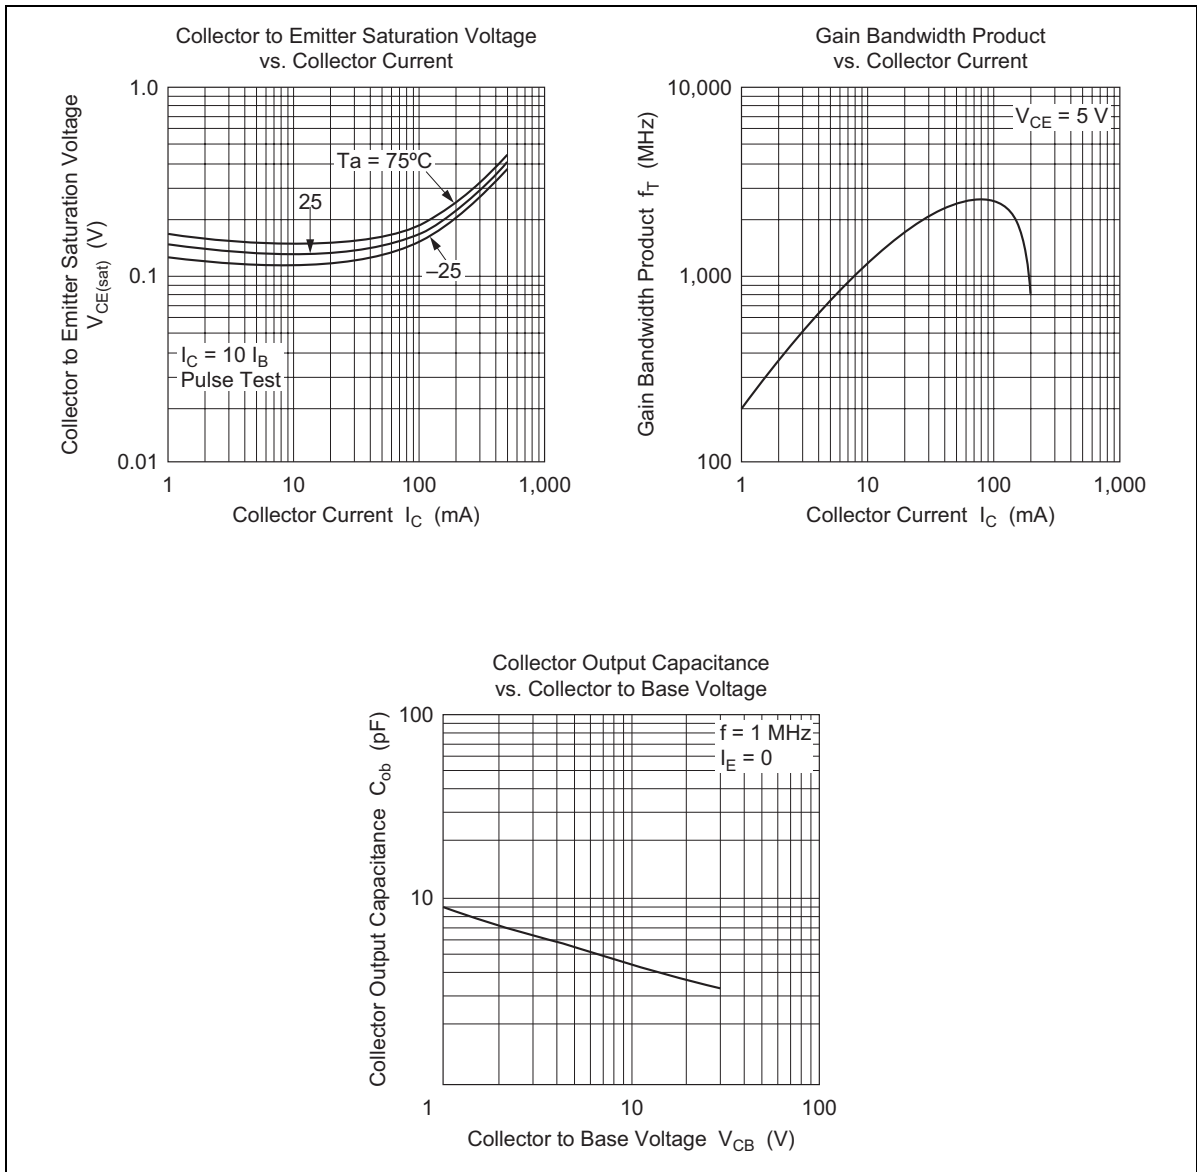 Collector to Emitter Saturation Voltage
vs. Collector Current
Collector to Emitter Saturation Voltage
VCE(sat) (V)
1.0
0.1
0.01
Ta = 75°C
25
–25
IC = 10 IB
Pulse Test
1 10 100 1,000
Collector Current IC (mA)
Gain Bandwidth Product
vs. Collector Current
Gain Bandwidth Product fT (MHz)
10,000
1,000
100
VCE = 5 V
1 10 100 1,000
Collector Current IC (mA)
Collector Output Capacitance
vs. Collector to Base Voltage
Collector Output Capacitance Cob (pF)
100
10
1
f = 1 MHz
IE = 0
10 100
Collector to Base Voltage VCB (V)